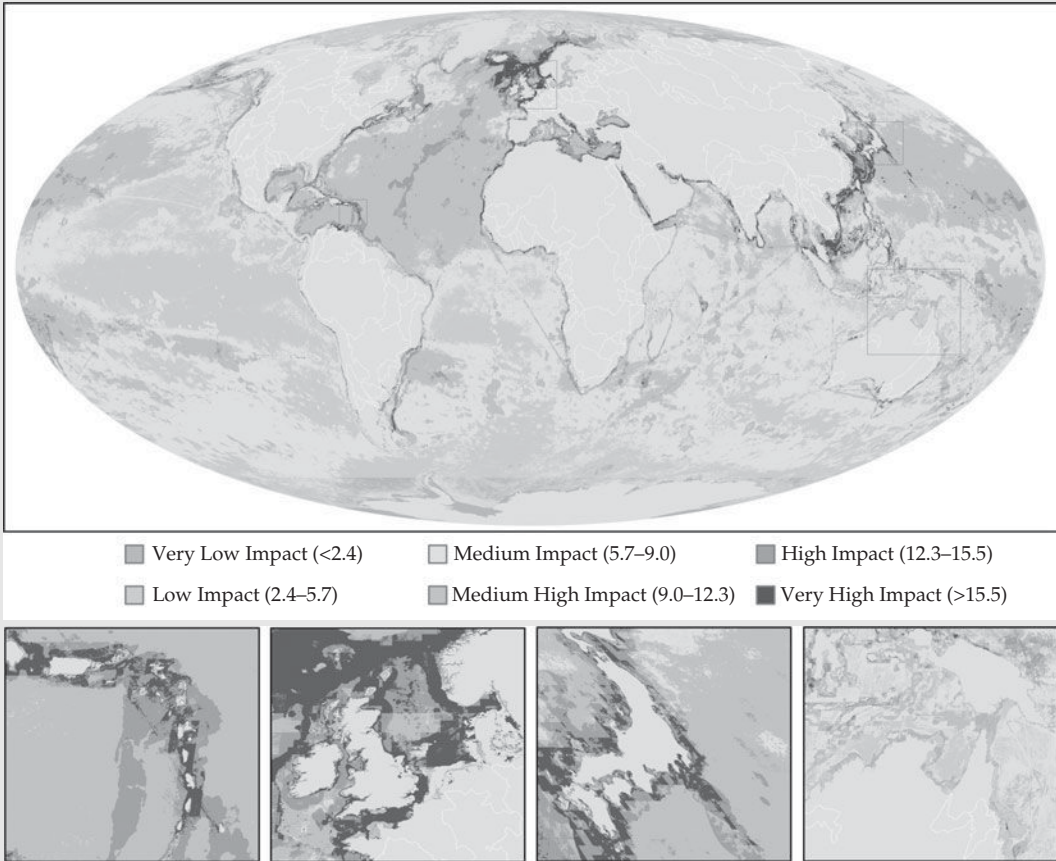 Very Low Impact (<2.4)
Medium Impact (5.7–9.0)
High Impact (12.3–15.5)
Low Impact (2.4–5.7)
Medium High Impact (9.0–12.3)
Very High Impact (>15.5)